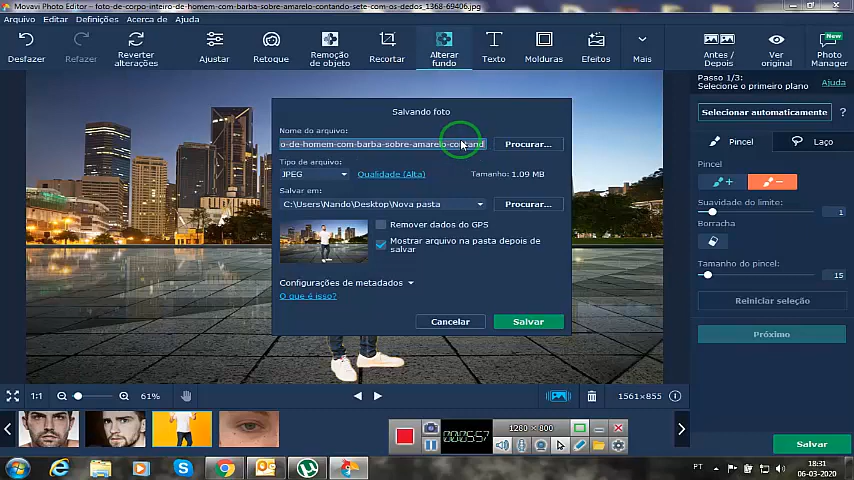 Movavi Photo Editor – foto-de-corpo-inteiro-de-homem-com-barba-sobre-amarelo-contando-sete-com-os-dedos_1368-69406.jpg
Arquivo Editar Definições Acerca de Ajuda
Desfazer
Refazer
Reverter alterações
Ajustar
Retoque
Remoção de objeto
Recortar
Alterar fundo
Texto
Molduras
Efeitos
Mais
Antes / Depois
Ver original
New
Photo Manager
Passo 1/3: Ajuda
Selecione o primeiro plano
Selecionar automaticamente ?
Pincel Laço
Pincel
Suavidade do limite:
1
Borracha
Tamanho do pincel:
15
Reiniciar seleção
Próximo
Salvando foto
Nome do arquivo:
o-de-homem-com-barba-sobre-amarelo-contand Procurar...
Tipo de arquivo:
JPEG Qualidade (Alta) Tamanho: 1.09 MB
Salvar em:
C:\Users\Nando\Desktop\Nova pasta Procurar...
Remover dados do GPS
Mostrar arquivo na pasta depois de
salvar
Configurações de metadados
O que é isso?
Cancelar Salvar
1:1 61% 1561×855
00:05:57
1280 × 800
Salvar
PT
18:31
06-03-2020